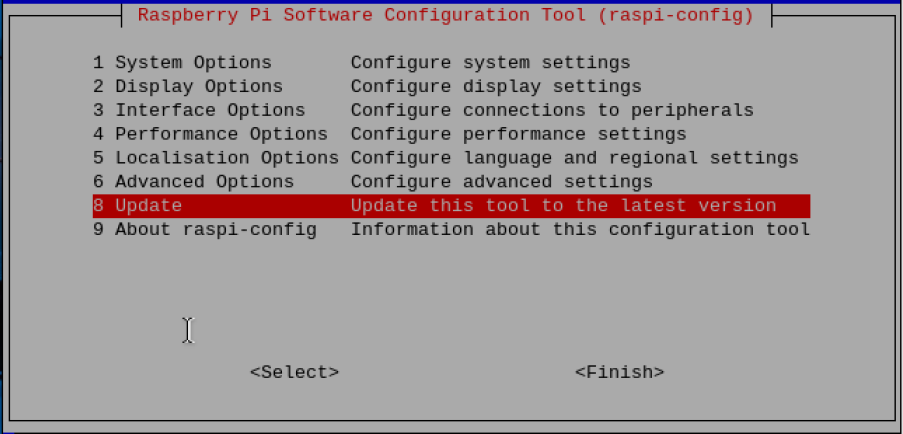 Raspberry Pi Software Configuration Tool (raspi-config)
1 System Options Configure system settings
2 Display Options Configure display settings
3 Interface Options Configure connections to peripherals
4 Performance Options Configure performance settings
5 Localisation Options Configure language and regional settings
6 Advanced Options Configure advanced settings
8 Update Update this tool to the latest version
9 About raspi-config Information about this configuration tool
<Select> <Finish>